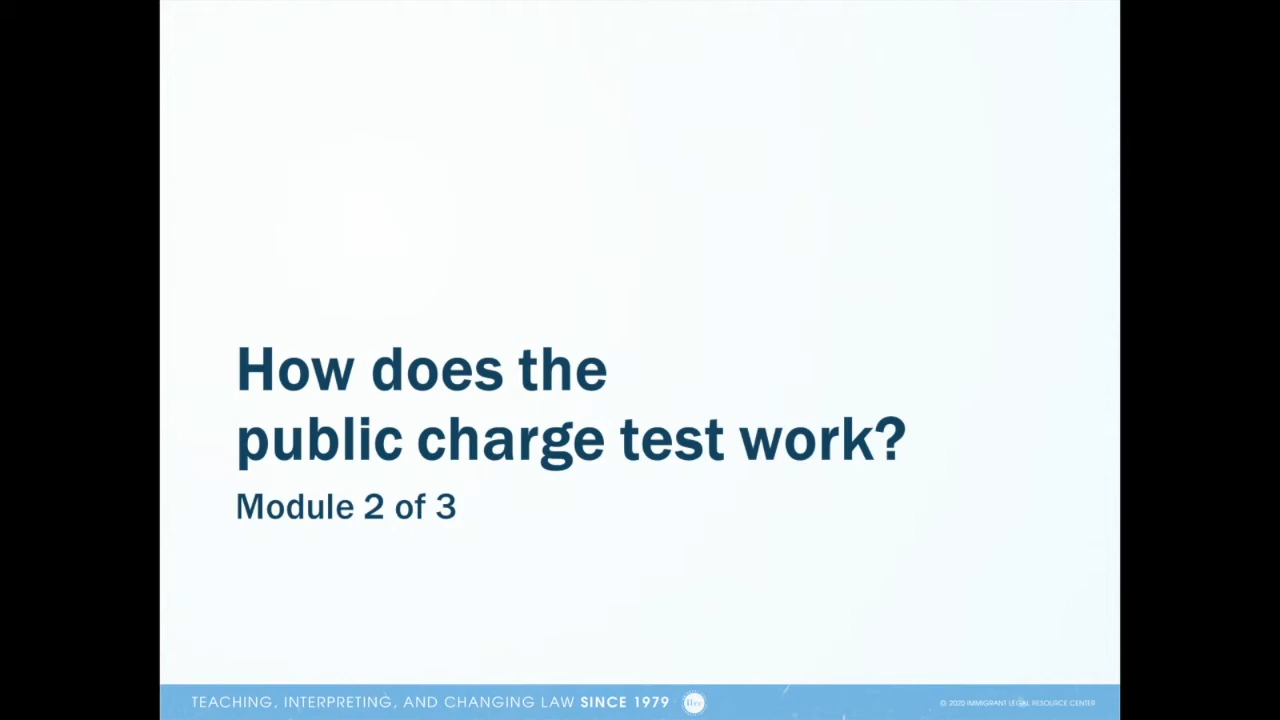 How does the
public charge test work?
Module 2 of 3
TEACHING, INTERPRETING, AND CHANGING LAW SINCE 1979
ilrc
© 2020 IMMIGRANT LEGAL RESOURCE CENTER